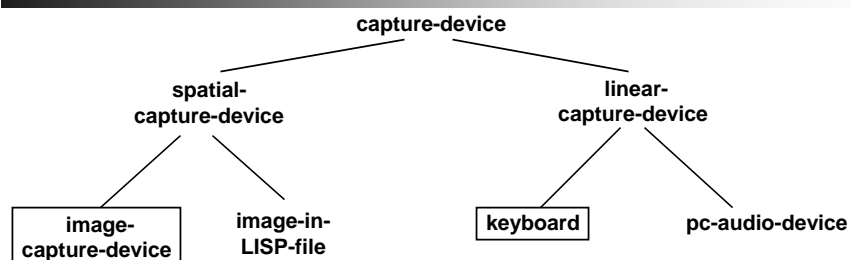 capture-device
spatial-
capture-device
linear-
capture-device
image-
capture-device
image-in-
LISP-file
keyboard
pc-audio-device